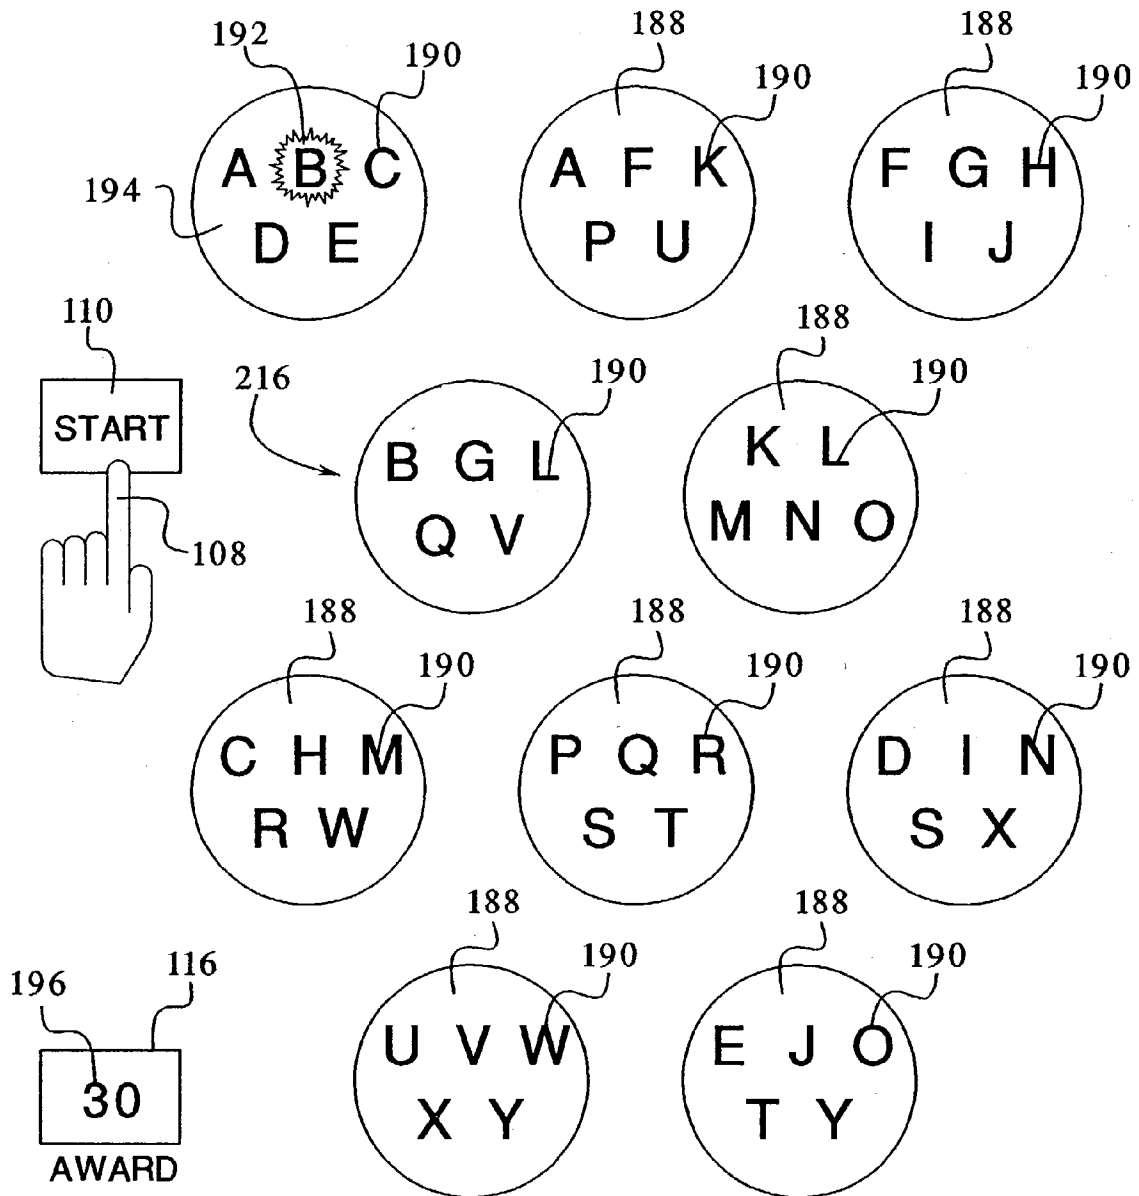 192 190 188 190 188 190
A B C
D E
194
A F K
P U
F G H
I J
110
START
108
216
190
B G L
Q V
188
190
K L
M N O
188
190
C H M
R W
188
190
P Q R
S T
188
190
D I N
S X
196
116
30
AWARD
188
190
U V W
X Y
188
190
E J O
T Y